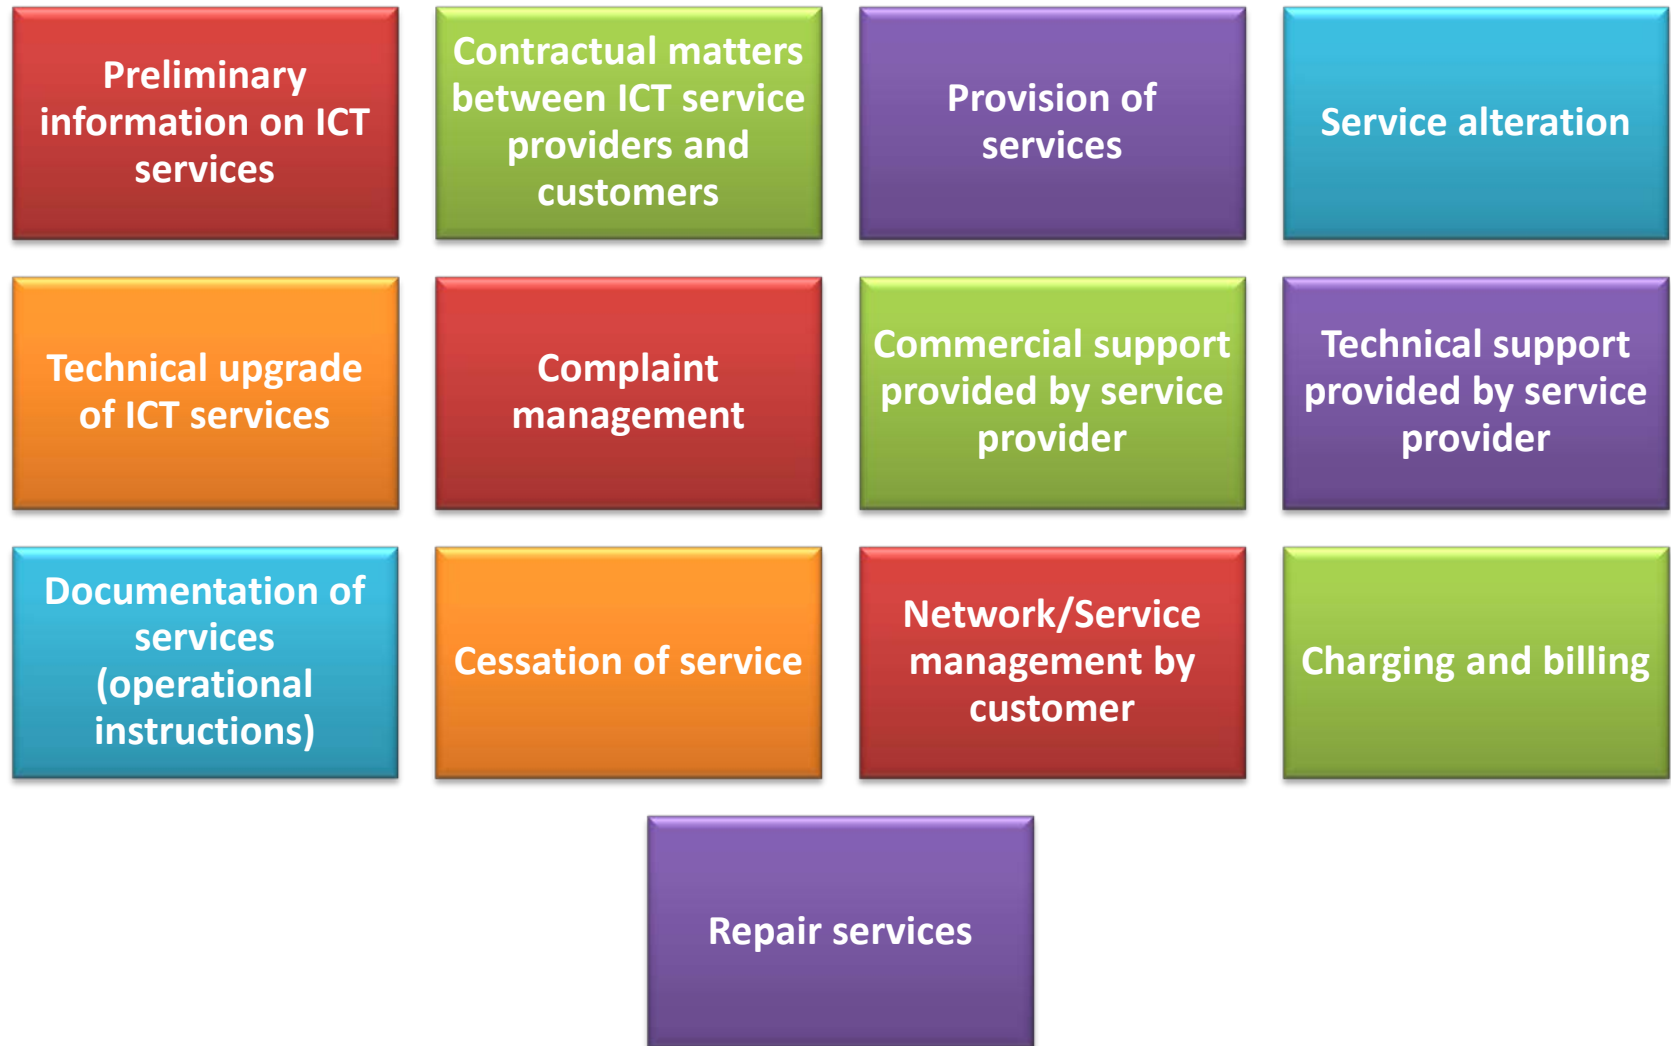 Preliminary
information on ICT
services
Contractual matters
between ICT service
providers and
customers
Provision of
services
Service alteration
Technical upgrade
of ICT services
Complaint
management
Commercial support
provided by service
provider
Technical support
provided by service
provider
Documentation of
services
(operational
instructions)
Cessation of service
Network/Service
management by
customer
Charging and billing
Repair services